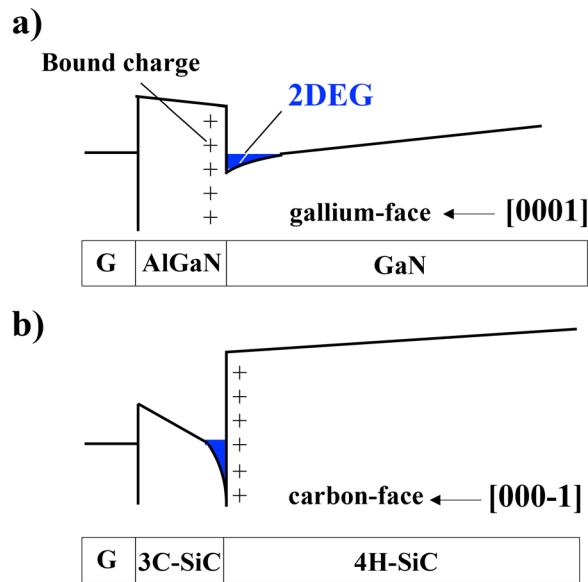 a)
Bound charge
2DEG
+
+
+
+
+
gallium-face [0001]
G AlGaN GaN
b)
+
+
+
+
+
+
carbon-face [000-1]
G 3C-SiC 4H-SiC